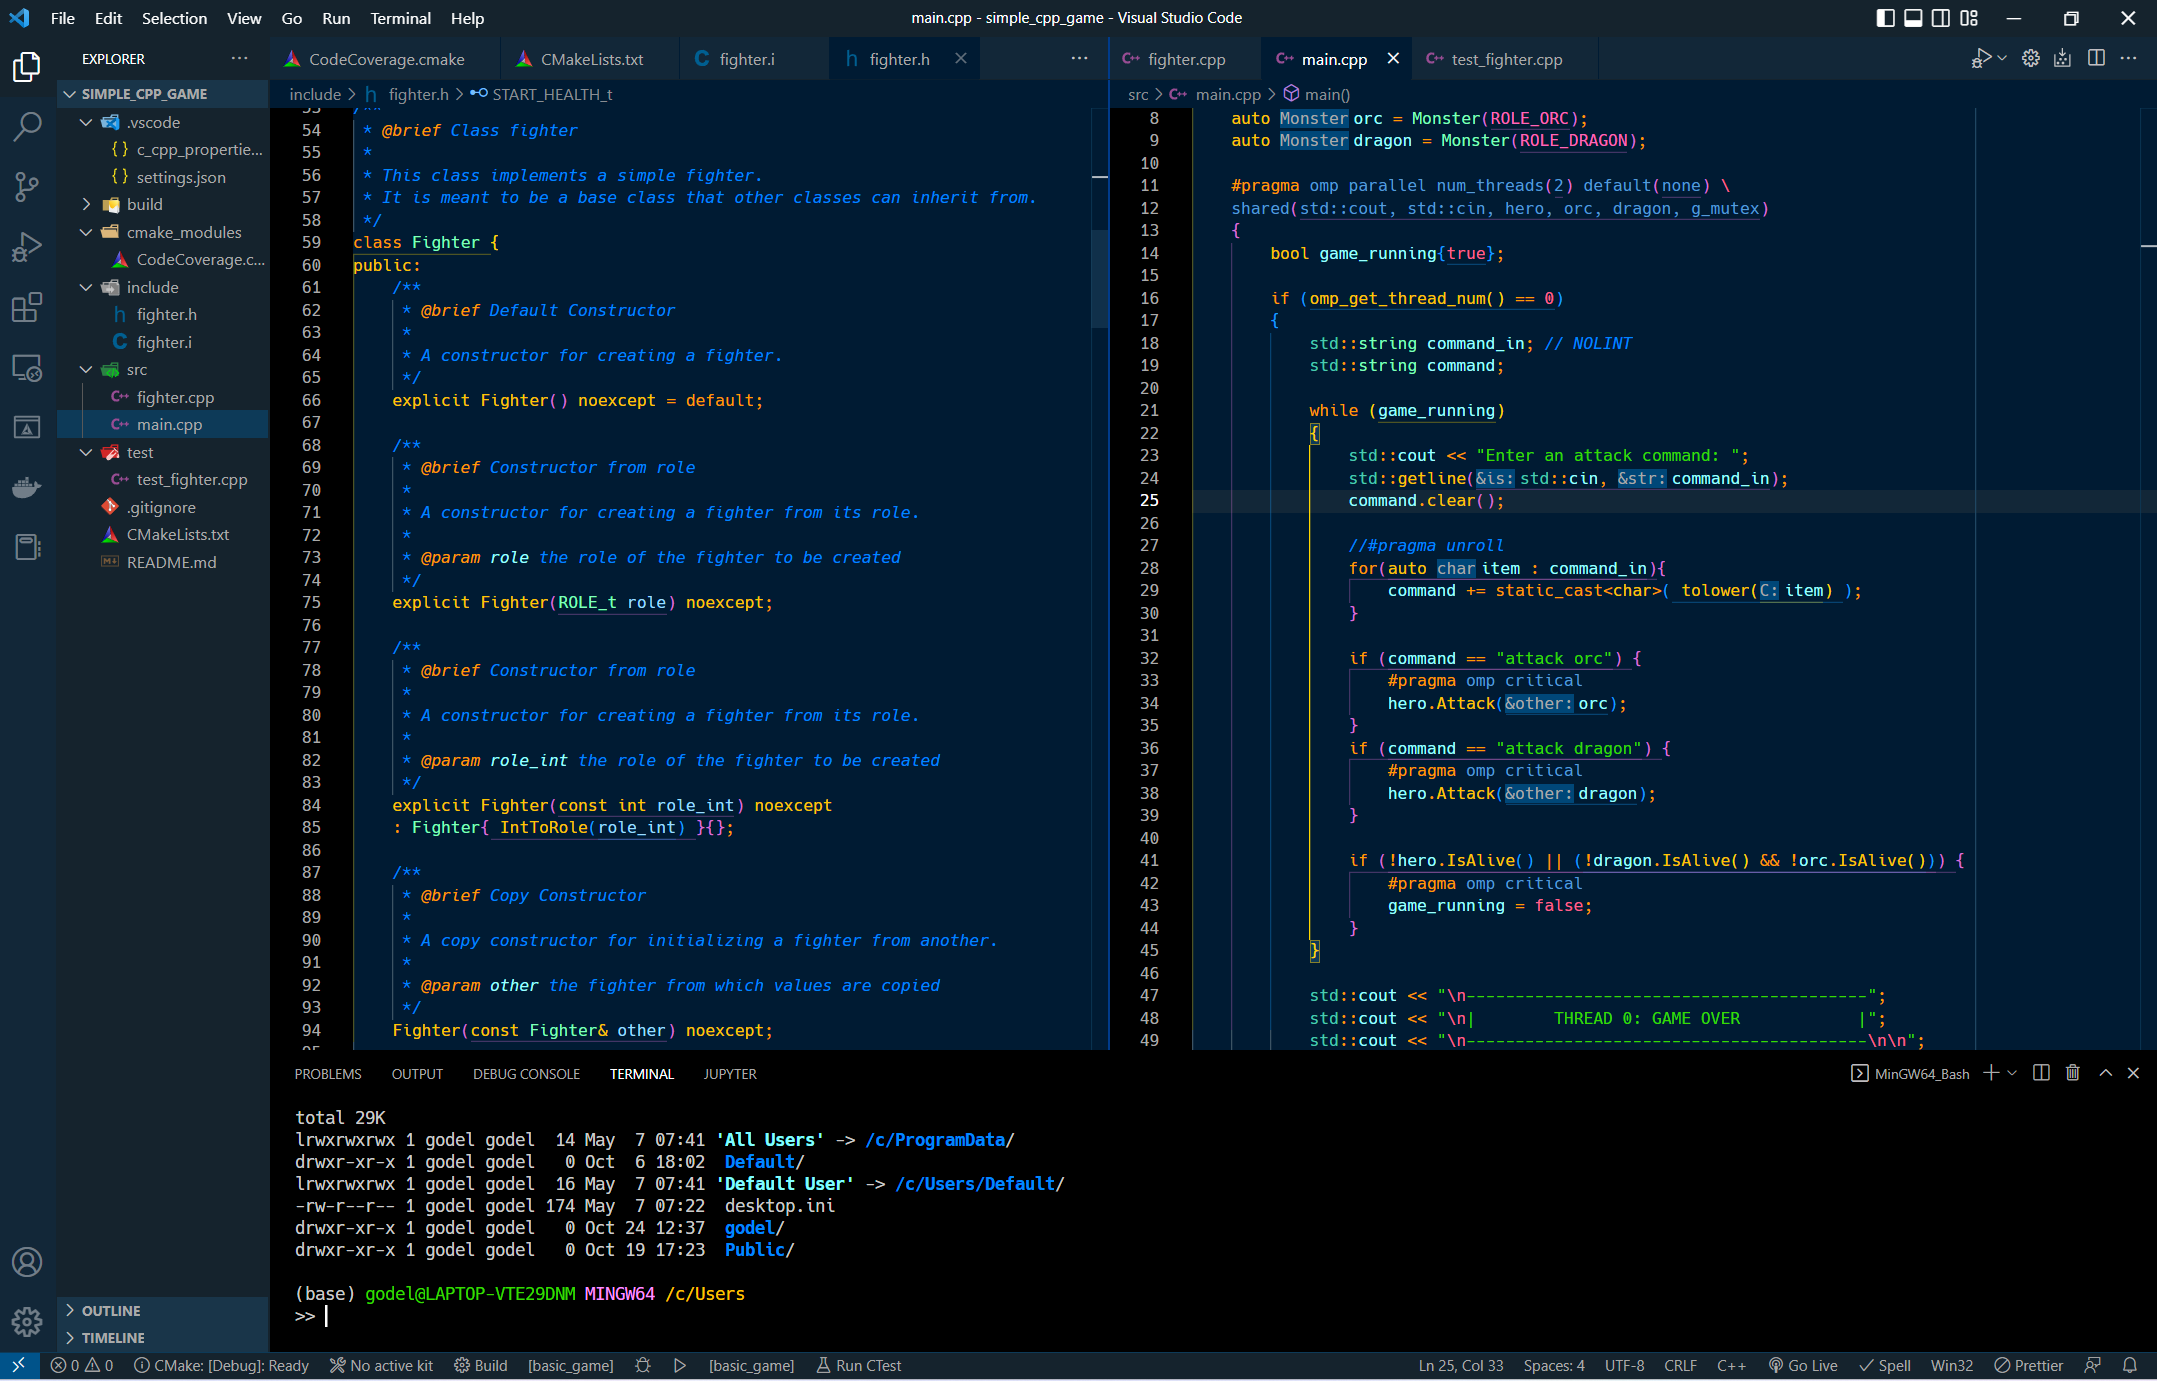 File Edit Selection View Go Run Terminal Help
main.cpp - simple_cpp_game - Visual Studio Code
EXPLORER
SIMPLE_CPP_GAME
.vscode
{} c_cpp_propertie...
{} settings.json
build
cmake_modules
CodeCoverage.c...
include
h fighter.h
C fighter.i
src
C++ fighter.cpp
C++ main.cpp
test
C++ test_fighter.cpp
.gitignore
CMakeLists.txt
README.md
OUTLINE
TIMELINE
CodeCoverage.cmake CMakeLists.txt C fighter.i h fighter.h
include > h fighter.h > START_HEALTH_t
53 /**
54 * @brief Class fighter
55 *
56 * This class implements a simple fighter.
57 * It is meant to be a base class that other classes can inherit from.
58 */
59 class Fighter {
60 public:
61 /**
62 * @brief Default Constructor
63 *
64 * A constructor for creating a fighter.
65 */
66 explicit Fighter() noexcept = default;
67
68 /**
69 * @brief Constructor from role
70 *
71 * A constructor for creating a fighter from its role.
72 *
73 * @param role the role of the fighter to be created
74 */
75 explicit Fighter(ROLE_t role) noexcept;
76
77 /**
78 * @brief Constructor from role
79 *
80 * A constructor for creating a fighter from its role.
81 *
82 * @param role_int the role of the fighter to be created
83 */
84 explicit Fighter(const int role_int) noexcept
85 : Fighter{ IntToRole(role_int) }{};
86
87 /**
88 * @brief Copy Constructor
89 *
90 * A copy constructor for initializing a fighter from another.
91 *
92 * @param other the fighter from which values are copied
93 */
94 Fighter(const Fighter& other) noexcept;
95
C++ fighter.cpp C++ main.cpp C++ test_fighter.cpp
src > C++ main.cpp > main()
8 auto Monster orc = Monster(ROLE_ORC);
9 auto Monster dragon = Monster(ROLE_DRAGON);
10
11 #pragma omp parallel num_threads(2) default(none) \
12 shared(std::cout, std::cin, hero, orc, dragon, g_mutex)
13 {
14 bool game_running{true};
15
16 if (omp_get_thread_num() == 0)
17 {
18 std::string command_in; // NOLINT
19 std::string command;
20
21 while (game_running)
22 {
23 std::cout << "Enter an attack command: ";
24 std::getline(&is: std::cin, &str: command_in);
25 command.clear();
26
27 //#pragma unroll
28 for(auto char item : command_in){
29 command += static_cast<char>( tolower(C: item) );
30 }
31
32 if (command == "attack orc") {
33 #pragma omp critical
34 hero.Attack(&other: orc);
35 }
36 if (command == "attack dragon") {
37 #pragma omp critical
38 hero.Attack(&other: dragon);
39 }
40
41 if (!hero.IsAlive() || (!dragon.IsAlive() && !orc.IsAlive())) {
42 #pragma omp critical
43 game_running = false;
44 }
45 }
46
47 std::cout << "\n-----------------------------------------";
48 std::cout << "\n|        THREAD 0: GAME OVER            |";
49 std::cout << "\n-----------------------------------------\n\n";
PROBLEMS OUTPUT DEBUG CONSOLE TERMINAL JUPYTER
MinGW64_Bash
total 29K
lrwxrwxrwx 1 godel godel  14 May  7 07:41 'All Users' -> /c/ProgramData/
drwxr-xr-x 1 godel godel   0 Oct  6 18:02  Default/
lrwxrwxrwx 1 godel godel  16 May  7 07:41 'Default User' -> /c/Users/Default/
-rw-r--r-- 1 godel godel 174 May  7 07:22  desktop.ini
drwxr-xr-x 1 godel godel   0 Oct 24 12:37  godel/
drwxr-xr-x 1 godel godel   0 Oct 19 17:23  Public/
(base) godel@LAPTOP-VTE29DNM MINGW64 /c/Users
>>
0 0 CMake: [Debug]: Ready No active kit Build [basic_game] [basic_game] Run CTest Ln 25, Col 33 Spaces: 4 UTF-8 CRLF C++ Go Live Spell Win32 Prettier